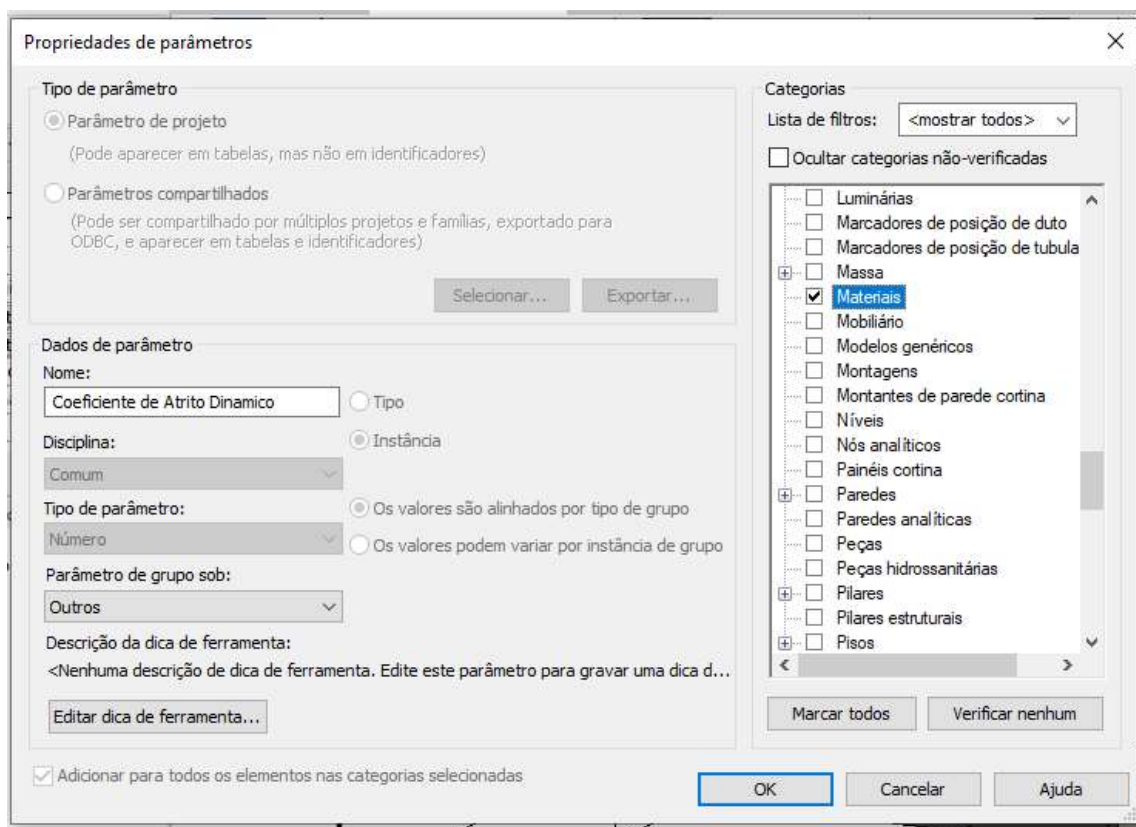 Propriedades de parâmetros
Tipo de parâmetro
Parâmetro de projeto
(Pode aparecer em tabelas, mas não em identificadores)
Parâmetros compartilhados
(Pode ser compartilhado por múltiplos projetos e famílias, exportado para
ODBC, e aparecer em tabelas e identificadores)
Selecionar...
Exportar...
Dados de parâmetro
Nome:
Coeficiente de Atrito Dinamico
Tipo
Disciplina:
Instância
Comum
Tipo de parâmetro:
Os valores são alinhados por tipo de grupo
Número
Os valores podem variar por instância de grupo
Parâmetro de grupo sob:
Outros
Descrição da dica de ferramenta:
<Nenhuma descrição de dica de ferramenta. Edite este parâmetro para gravar uma dica d...
Editar dica de ferramenta...
Adicionar para todos os elementos nas categorias selecionadas
Categorias
Lista de filtros:
<mostrar todos>
Ocultar categorias não-verificadas
Luminárias
Marcadores de posição de duto
Marcadores de posição de tubula
Massa
Materiais
Mobiliário
Modelos genéricos
Montagens
Montantes de parede cortina
Níveis
Nós analíticos
Painéis cortina
Paredes
Paredes analíticas
Peças
Peças hidrossanitárias
Pilares
Pilares estruturais
Pisos
Marcar todos
Verificar nenhum
OK
Cancelar
Ajuda